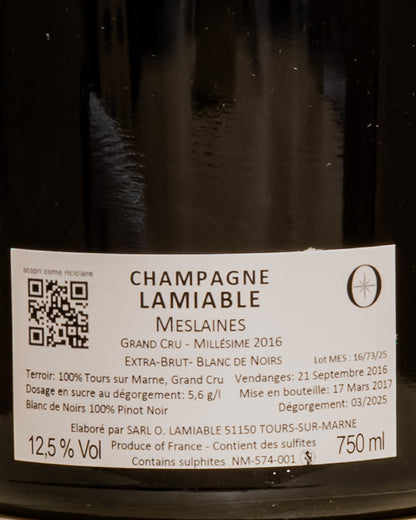 scopri come riciclare
CHAMPAGNE
LAMIABLE
MESLAINES
GRAND CRU - MILLÉSIME 2016
EXTRA-BRUT- BLANC DE NOIRS
Lot MES : 16/73/25
Terroir: 100% Tours sur Marne, Grand Cru Vendanges: 21 Septembre 2016
Dosage en sucre au dégorgement: 5,6 g/l Mise en bouteille: 17 Mars 2017
Blanc de Noirs 100% Pinot Noir Dégorgement: 03/2025
Elaboré par SARL O. LAMIABLE 51150 TOURS-SUR-MARNE
12,5 % Vol Produce of France - Contient des sulfites 750 ml
Contains sulphites NM-574-001